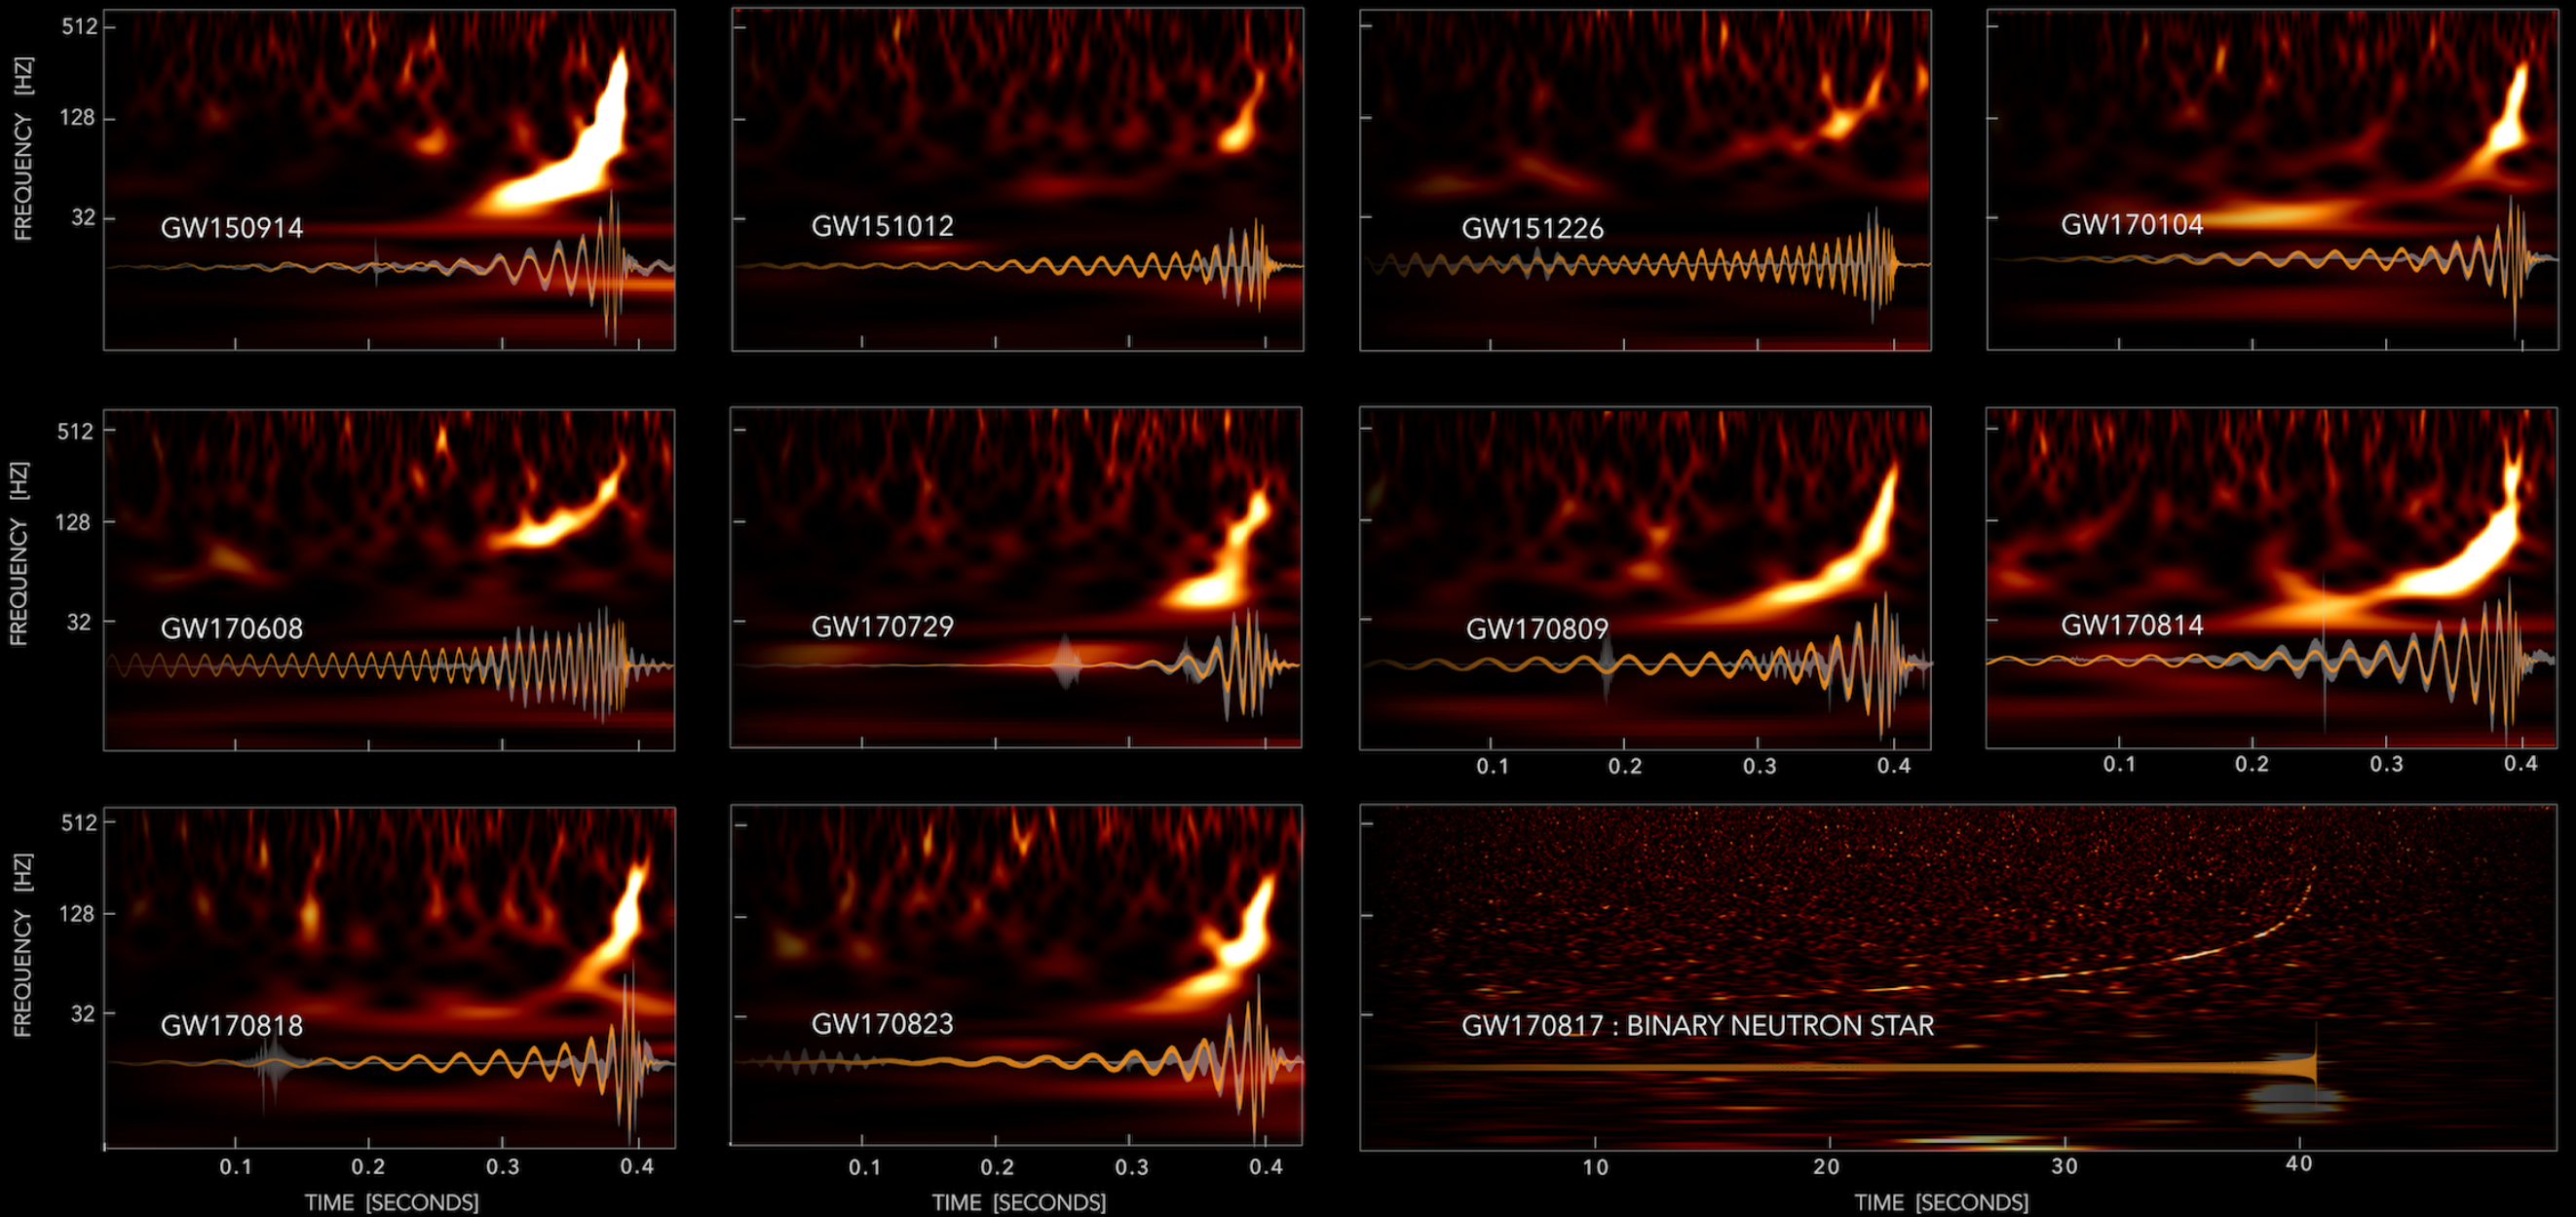 FREQUENCY [HZ]
512
128
32
GW150914
GW151012
GW151226
GW170104
FREQUENCY [HZ]
512
128
32
GW170608
GW170729
GW170809
GW170814
0.1 0.2 0.3 0.4
0.1 0.2 0.3 0.4
FREQUENCY [HZ]
512
128
32
GW170818
GW170823
GW170817 : BINARY NEUTRON STAR
0.1 0.2 0.3 0.4
0.1 0.2 0.3 0.4
10 20 30 40
TIME [SECONDS]
TIME [SECONDS]
TIME [SECONDS]